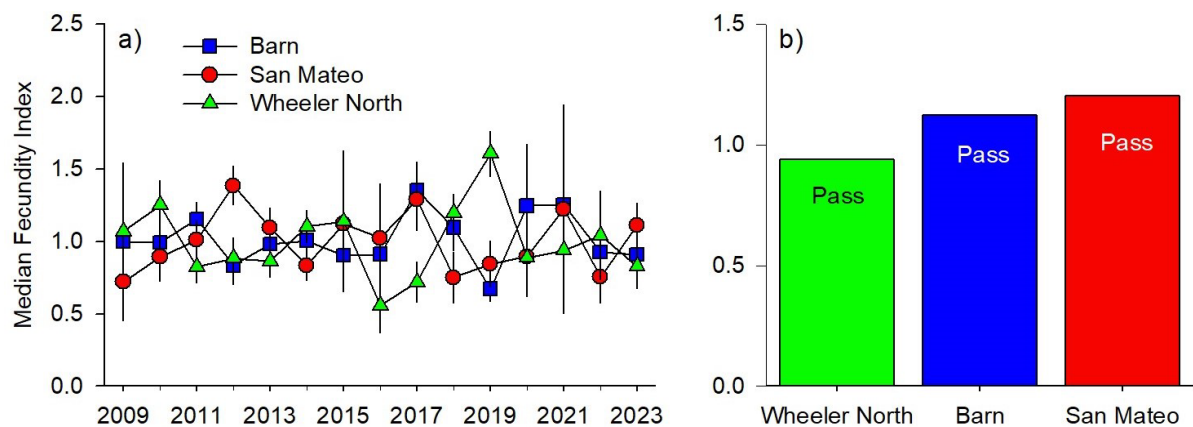 a)
Barn
San Mateo
Wheeler North
Median Fecundity Index
2.5
2.0
1.5
1.0
0.5
0.0
2009 2011 2013 2015 2017 2019 2021 2023
b)
1.5
1.0
0.5
0.0
Pass
Pass
Pass
Wheeler North Barn San Mateo